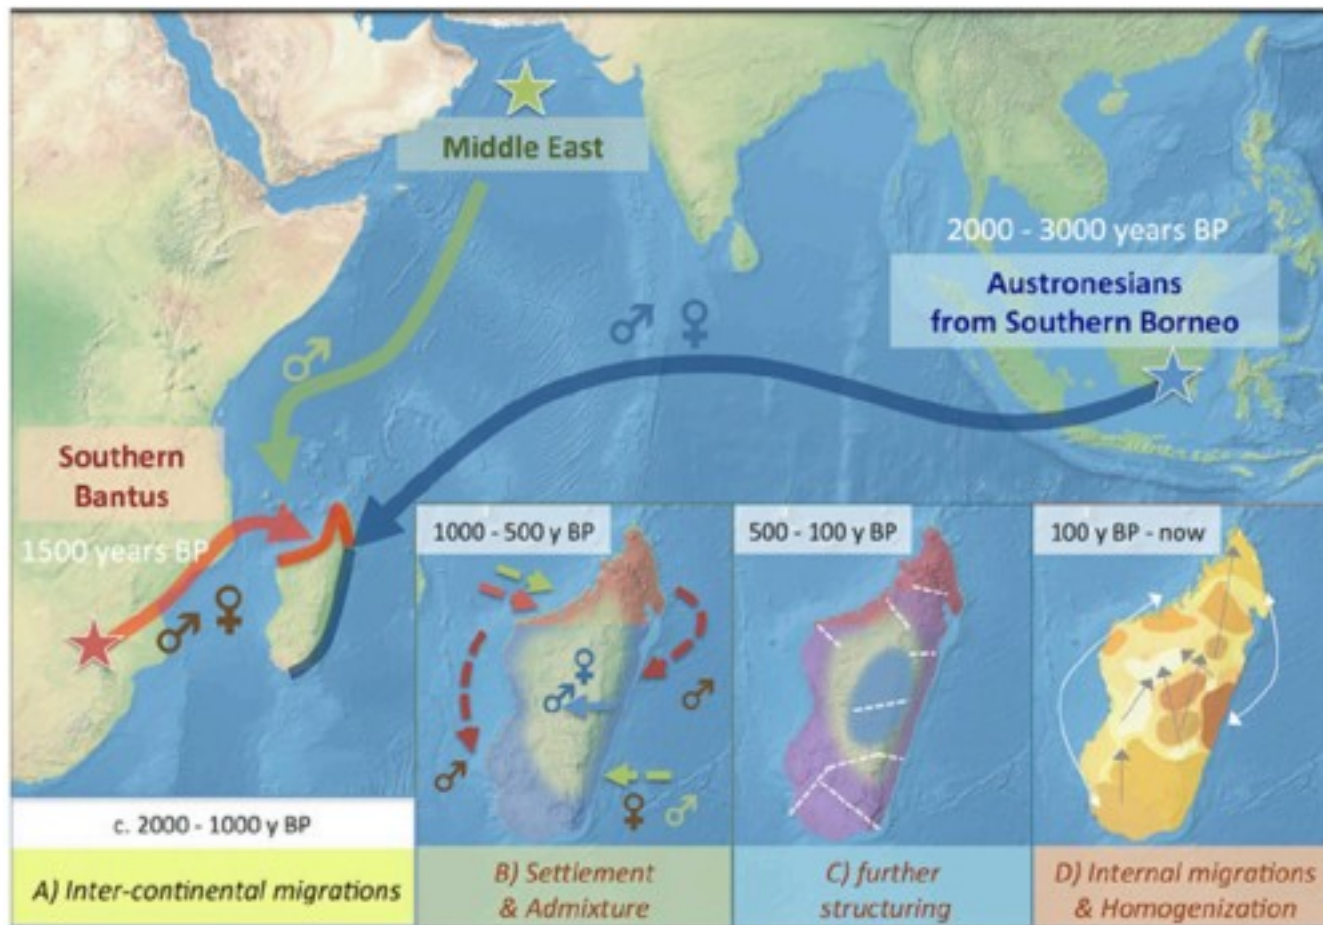 Middle East
2000 - 3000 years BP
Austronesians
from Southern Borneo
♂ ♀
♂
Southern
Bantus
1500 years BP
♂ ♀
1000 - 500 y BP
500 - 100 y BP
100 y BP - now
♀
♂
♂
♂
♀ ♂
c. 2000 - 1000 y BP
A) Inter-continental migrations
B) Settlement
& Admixture
C) further
structuring
D) Internal migrations
& Homogenization